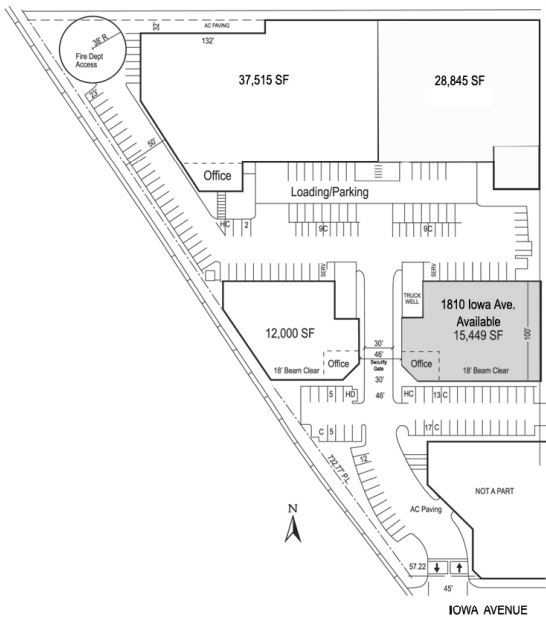 AC PAVING
32'
38' R
132'
Fire Dept
Access
37,515 SF
28,845 SF
23'
50'
Office
Loading/Parking
HC
2
9C
9C
SERV
SERV
TRUCK
WELL
1810 Iowa Ave.
Available
15,449 SF
100'
12,000 SF
30'
46'
Security
Gate
Office
Office
18' Beam Clear
18' Beam Clear
30'
46'
5
HD
HC
13 C
C 5
17 C
12
732.77' P.L.
NOT A PART
AC Paving
N
57.22
45'
IOWA AVENUE